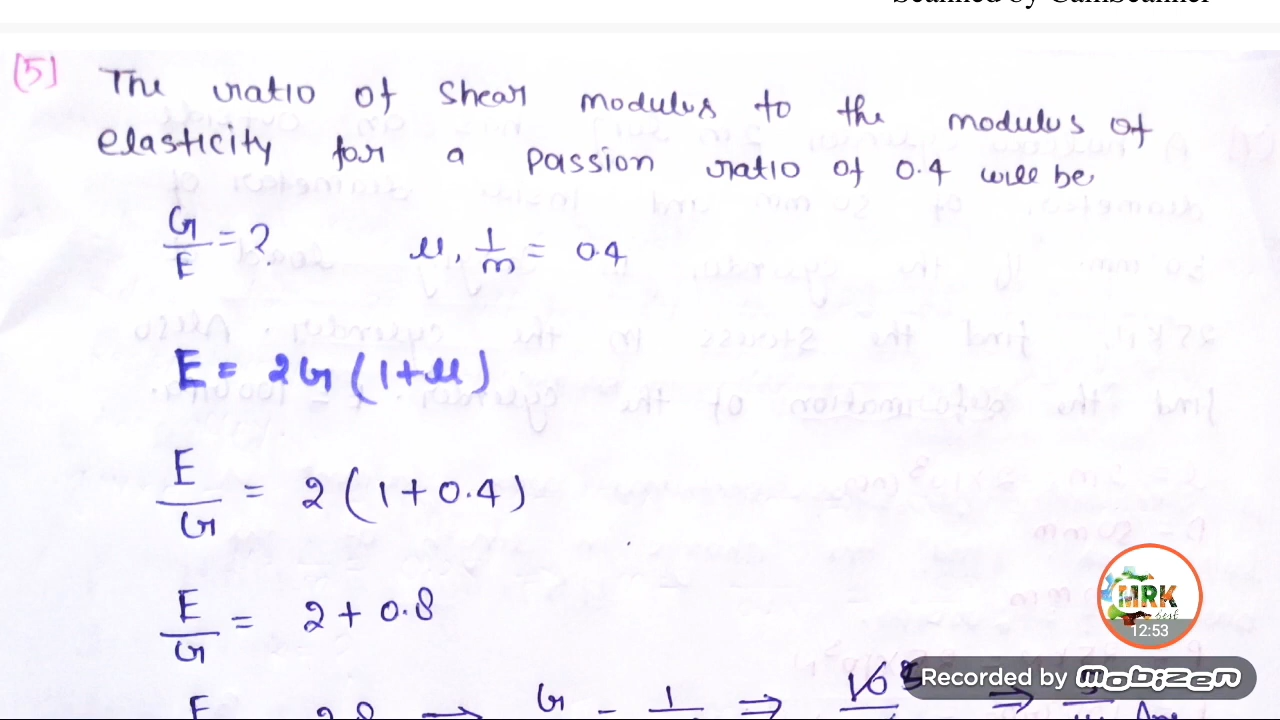 Scanned by CamScanner
(5) The ratio of shear modulus to the modulus of
elasticity for a passion ratio of 0.4 will be
G/E = ? μ, 1/m = 0.4
E = 2G (1+μ)
E/G = 2 (1+0.4)
E/G = 2 + 0.8
MRK
12:53
Recorded by mobizen